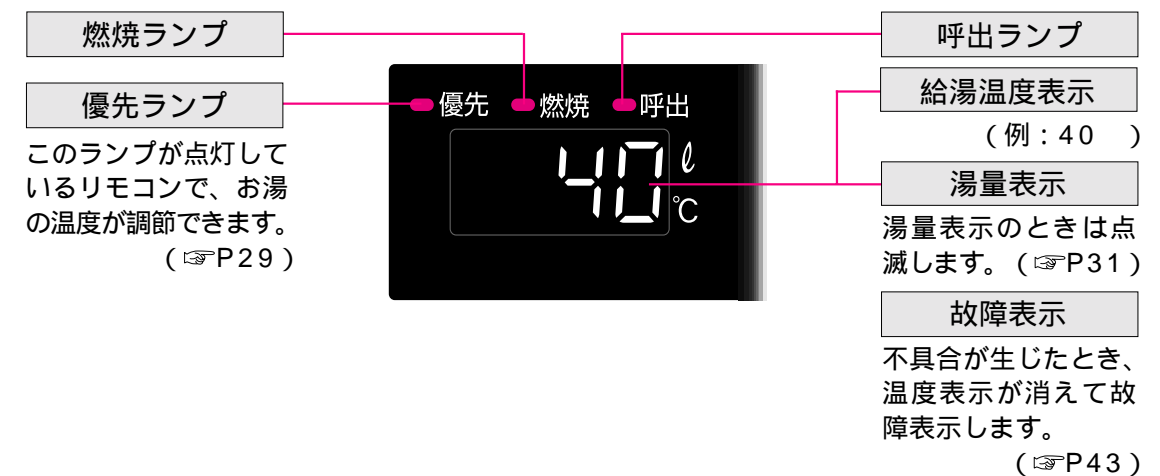 燃焼ランプ
優先ランプ
このランプが点灯して
いるリモコンで、お湯
の温度が調節できます。
(☞P29)
優先 燃焼 呼出
40 ℓ
℃
呼出ランプ
給湯温度表示
(例：40　)
湯量表示
湯量表示のときは点
滅します。(☞P31)
故障表示
不具合が生じたとき、
温度表示が消えて故
障表示します。
(☞P43)